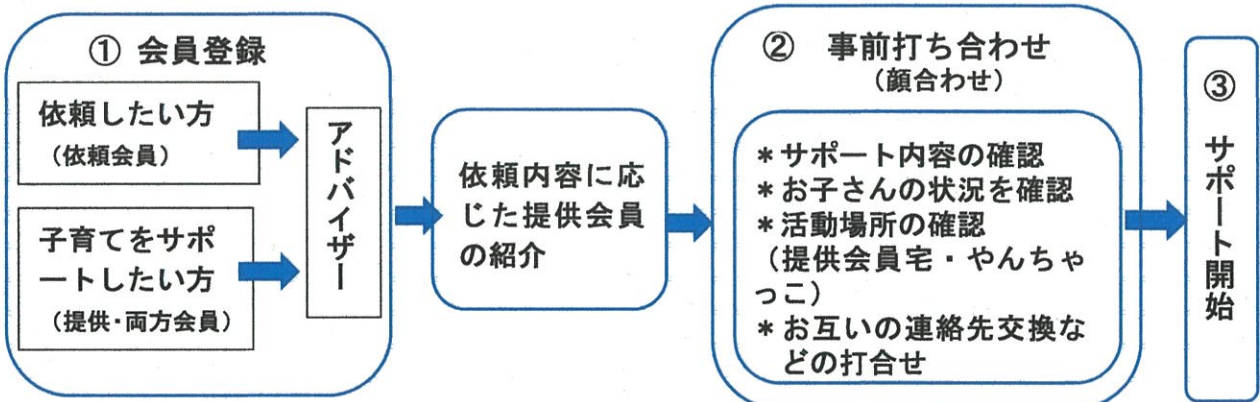 ① 会員登録
依頼したい方
（依頼会員）
子育てをサポ
ートしたい方
（提供・両方会員）
アドバイザー
依頼内容に応
じた提供会員
の紹介
② 事前打ち合わせ
（顔合わせ）
＊サポート内容の確認
＊お子さんの状況を確認
＊活動場所の確認
（提供会員宅・やんちゃ
っこ）
＊お互いの連絡先交換な
どの打合せ
③ サポート開始